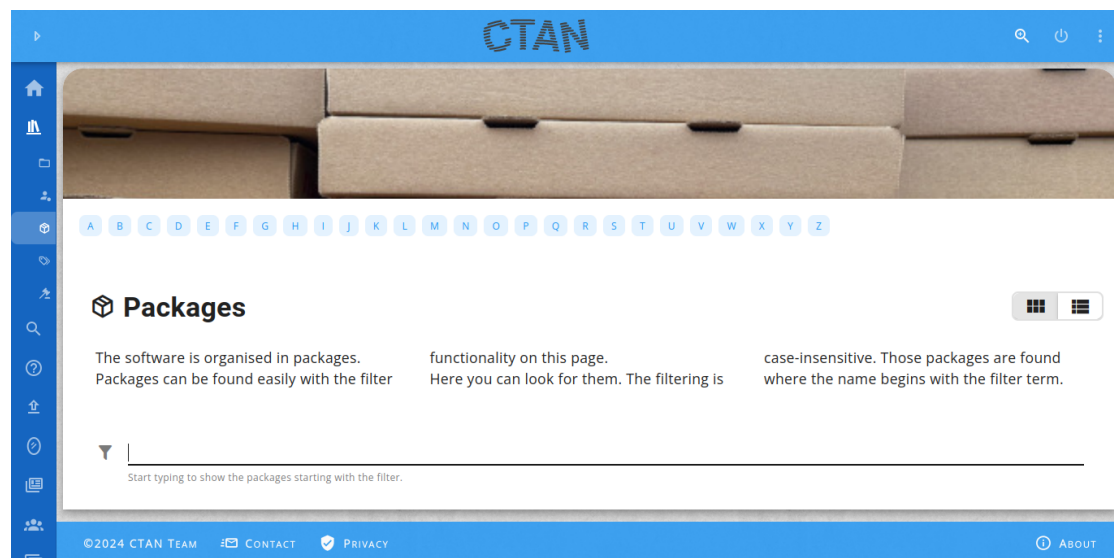 CTAN
A B C D E F G H I J K L M N O P Q R S T U V W X Y Z
Packages
The software is organised in packages.
Packages can be found easily with the filter
functionality on this page.
Here you can look for them. The filtering is
case-insensitive. Those packages are found
where the name begins with the filter term.
Start typing to show the packages starting with the filter.
©2024 CTAN Team Contact Privacy About